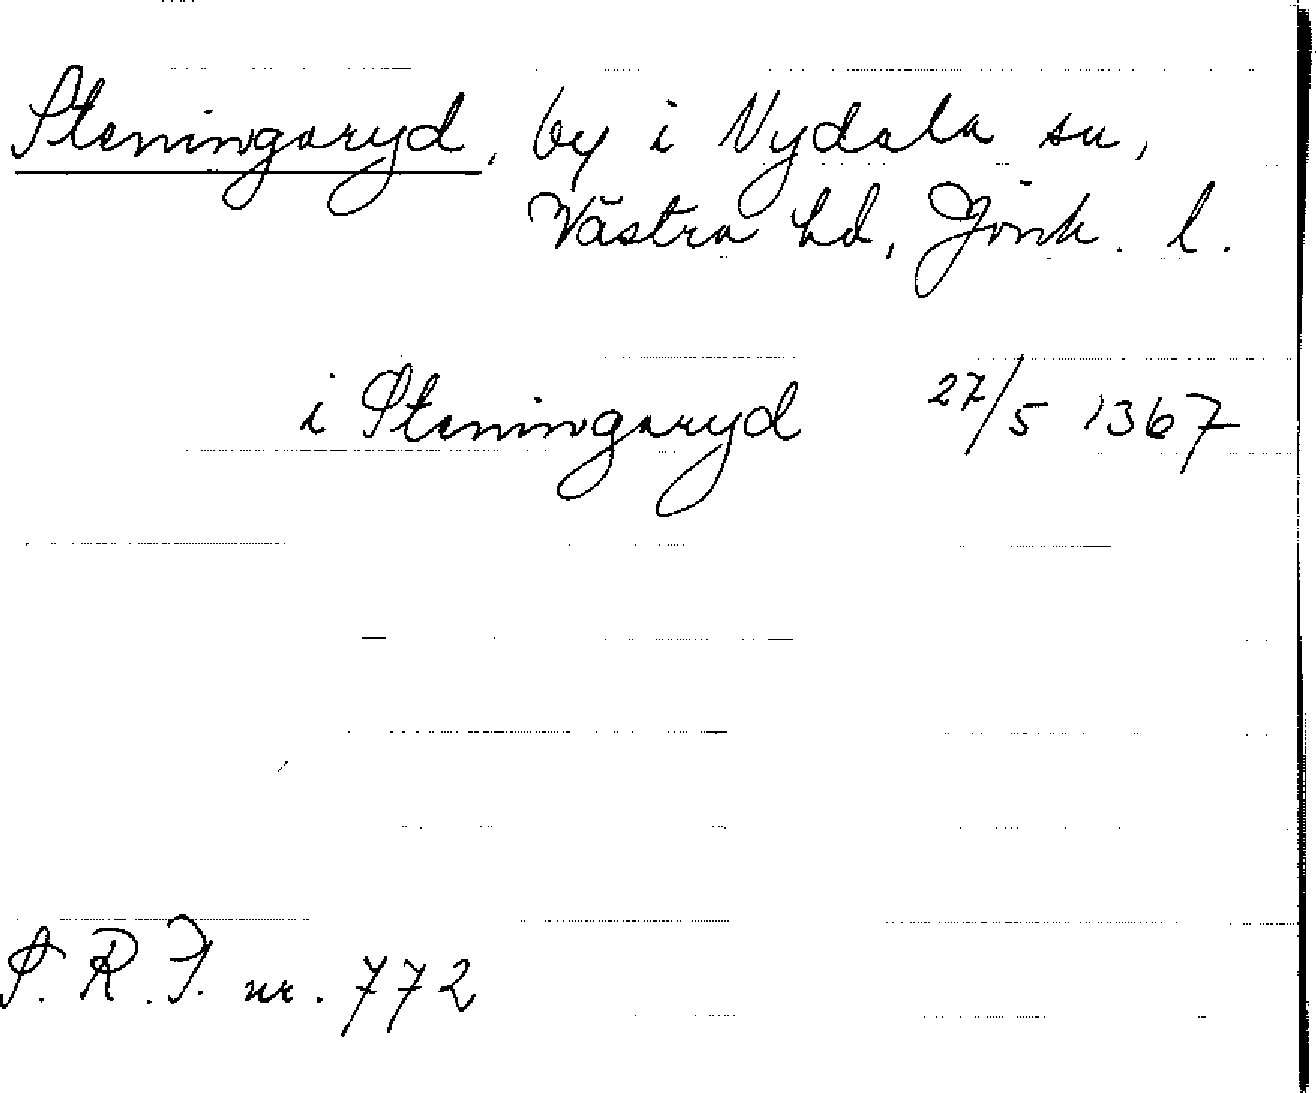 Steningaryd, by i Nydala sn,
Västra hd, Jönk. l.
i Steningaryd 27/5 1367
S. R. P. nr. 772